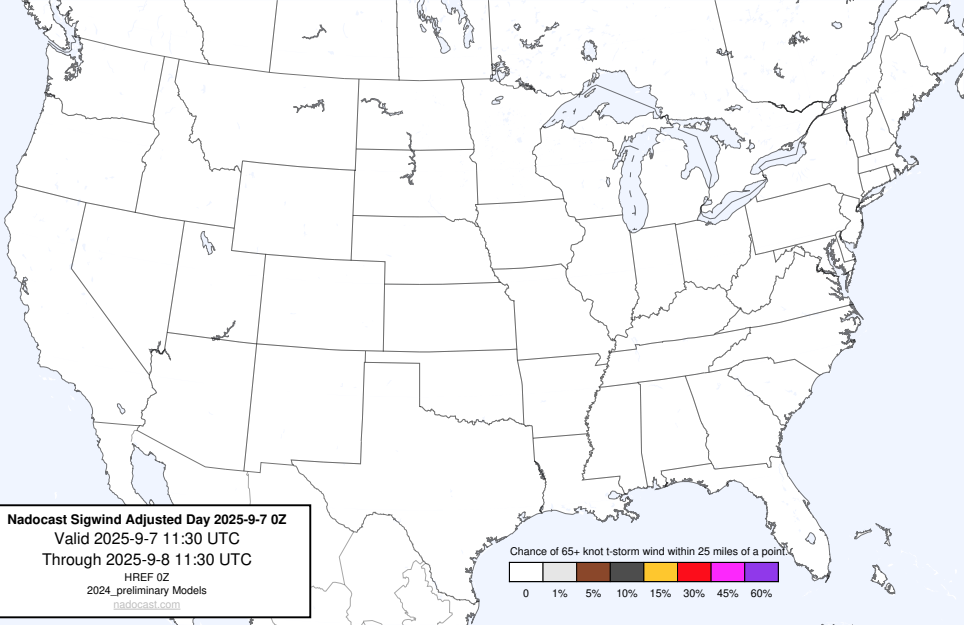 Nadocast Sigwind Adjusted Day 2025-9-7 0Z
Valid 2025-9-7 11:30 UTC
Through 2025-9-8 11:30 UTC
HREF 0Z
2024_preliminary Models
nadocast.com
Chance of 65+ knot t-storm wind within 25 miles of a point.
0 1% 5% 10% 15% 30% 45% 60%